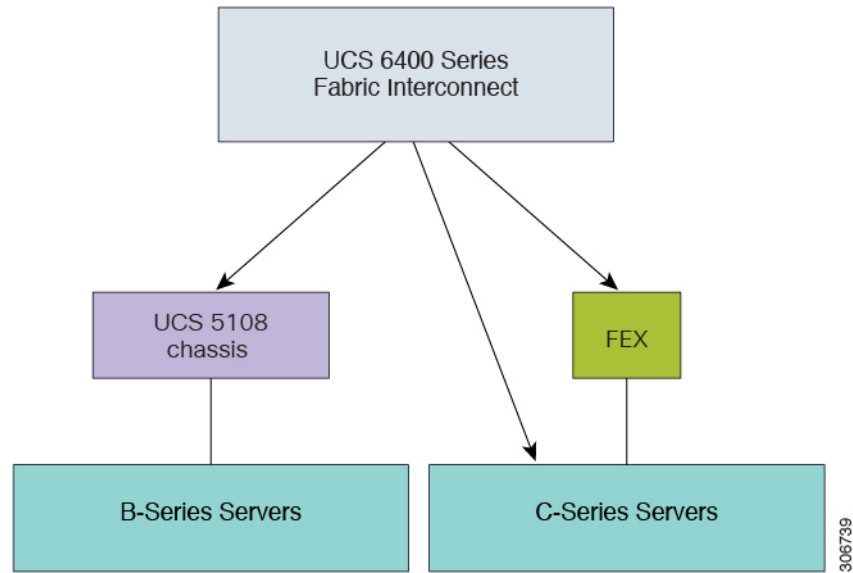 UCS 6400 Series
Fabric Interconnect
UCS 5108
chassis
FEX
B-Series Servers
C-Series Servers
306739